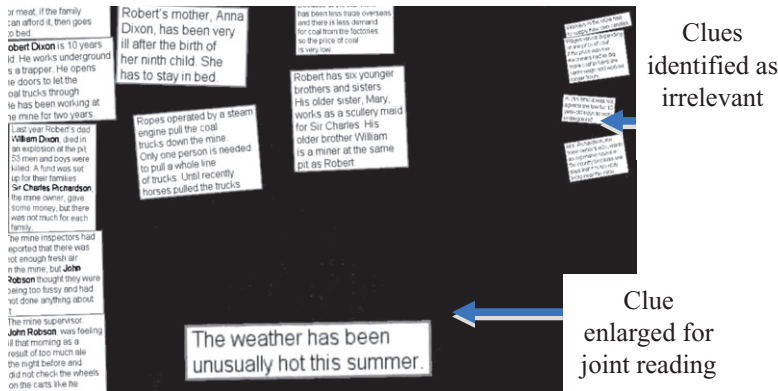 or meat, if the family
can afford it, then goes
to bed
obert Dixon is 10 years
ld. He works underground
s a trapper. He opens
he doors to let the
oal trucks through
He has been working at
he mine for two years.
Last year Robert's dad
William Dixon, died in
an explosion at the pit.
53 men and boys were
killed. A fund was set
up for their families
Sir Charles Richardson,
the mine owner, gave
some money, but there
was not much for each
family.
The mine inspectors had
reported that there was
not enough fresh air
in the mine, but John
Robson thought they were
being too fussy and had
not done anything about
it
The mine supervisor
John Robson, was feeling
ill that morning as a
result of too much ale
the night before and
did not check the wheels
on the carts like he
Robert's mother, Anna
Dixon, has been very
ill after the birth of
her ninth child. She
has to stay in bed.
Ropes operated by a steam
engine pull the coal
trucks down the mine.
Only one person is needed
to pull a whole line
of trucks. Until recently
horses pulled the trucks
has been less trade overseas
and there is less demand
for coal from the factories
so the price of coal
is very low.
Robert has six younger
brothers and sisters.
His older sister, Mary,
works as a scullery maid
for Sir Charles. His
older brother William
is a miner at the same
pit as Robert
The weather has been
unusually hot this summer.
Clues
identified as
irrelevant
Clue
enlarged for
joint reading